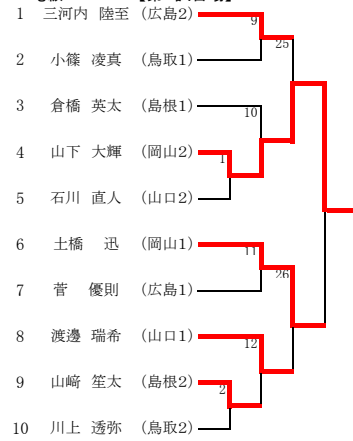 1 三河内 陸至 (広島2)
9
25
2 小篠 凌真 (鳥取1)
3 倉橋 英太 (島根1)
10
4 山下 大輝 (岡山2)
1
5 石川 直人 (山口2)
6 土橋 迅 (岡山1)
11
26
7 菅 優則 (広島1)
8 渡邊 瑞希 (山口1)
12
9 山﨑 笙太 (島根2)
2
10 川上 透弥 (鳥取2)